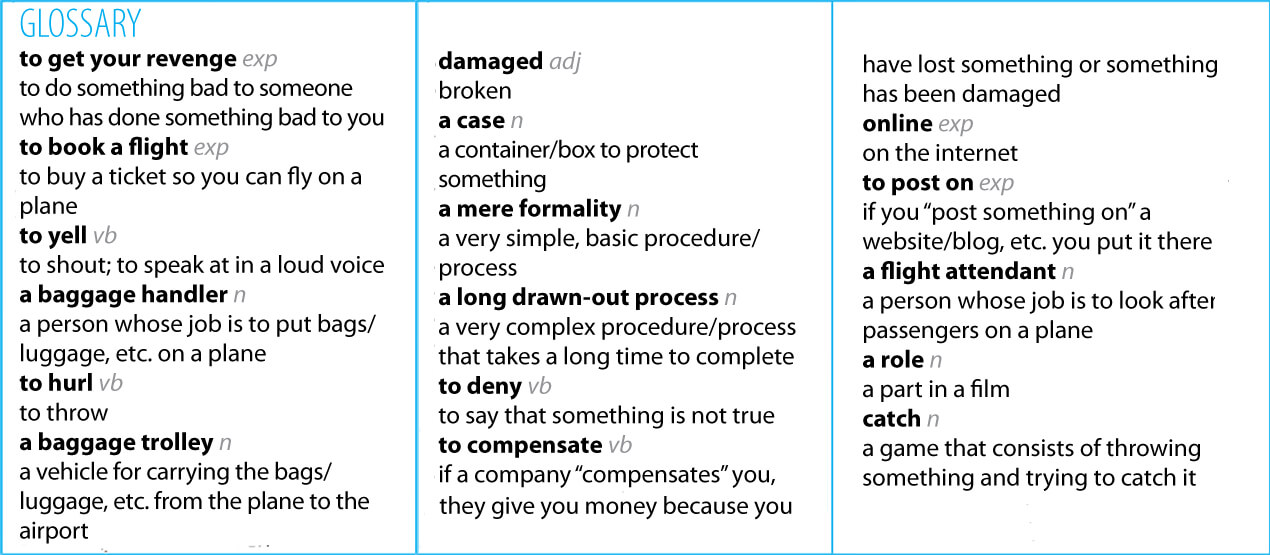 GLOSSARY
to get your revenge exp
to do something bad to someone
who has done something bad to you
to book a flight exp
to buy a ticket so you can fly on a
plane
to yell vb
to shout; to speak at in a loud voice
a baggage handler n
a person whose job is to put bags/
luggage, etc. on a plane
to hurl vb
to throw
a baggage trolley n
a vehicle for carrying the bags/
luggage, etc. from the plane to the
airport
damaged adj
broken
a case n
a container/box to protect
something
a mere formality n
a very simple, basic procedure/
process
a long drawn-out process n
a very complex procedure/process
that takes a long time to complete
to deny vb
to say that something is not true
to compensate vb
if a company “compensates” you,
they give you money because you
have lost something or something
has been damaged
online exp
on the internet
to post on exp
if you “post something on” a
website/blog, etc. you put it there
a flight attendant n
a person whose job is to look after
passengers on a plane
a role n
a part in a film
catch n
a game that consists of throwing
something and trying to catch it